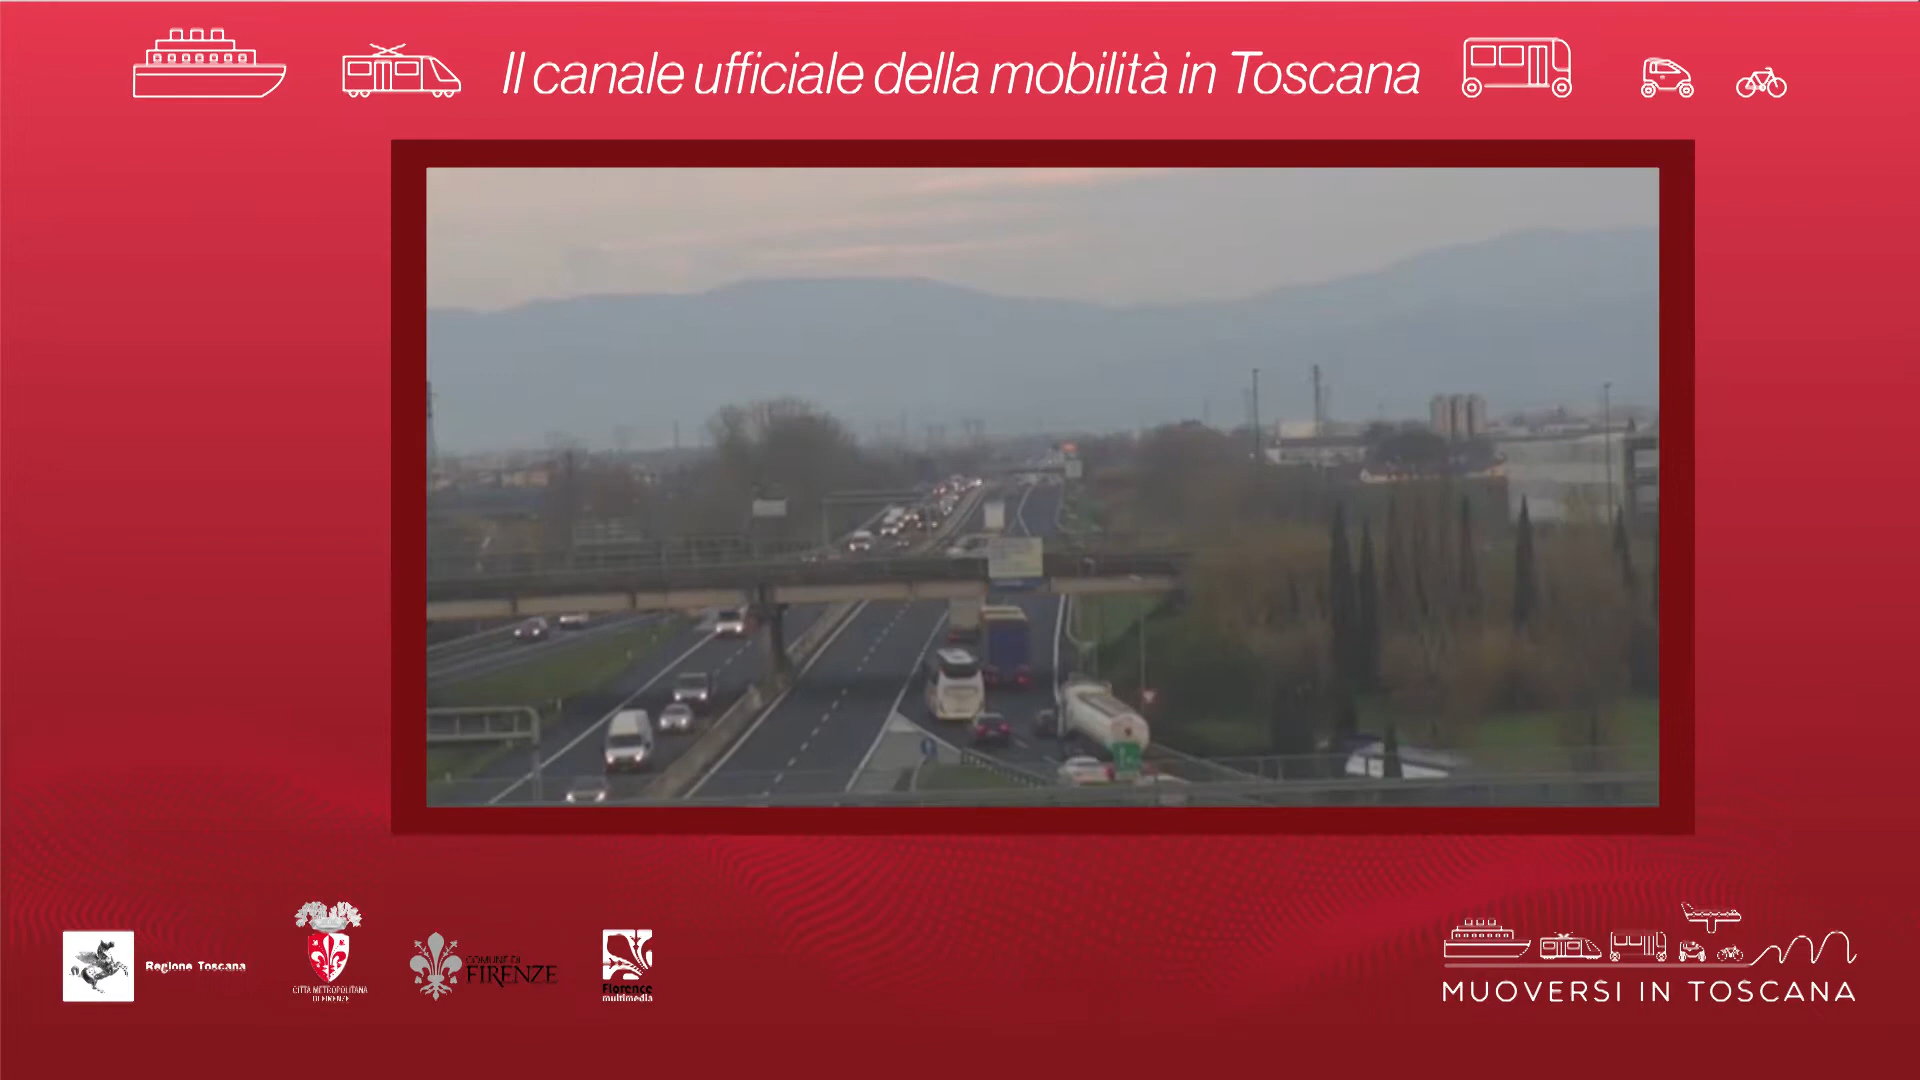 Il canale ufficiale della mobilità in Toscana
Regione Toscana
CITTÀ METROPOLITANA
DI FIRENZE
COMUNE DI
FIRENZE
Florence
multimedia
MUOVERSI IN TOSCANA